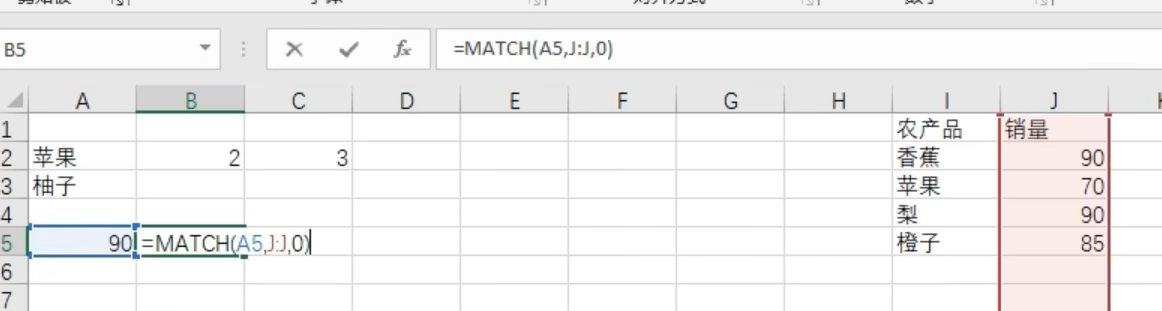 B5 =MATCH(A5,J:J,0)
A B C D E F G H I J
1 农产品 销量
2 苹果 2 3 香蕉 90
3 柚子 苹果 70
4 梨 90
5 90 =MATCH(A5,J:J,0) 橙子 85
6
7